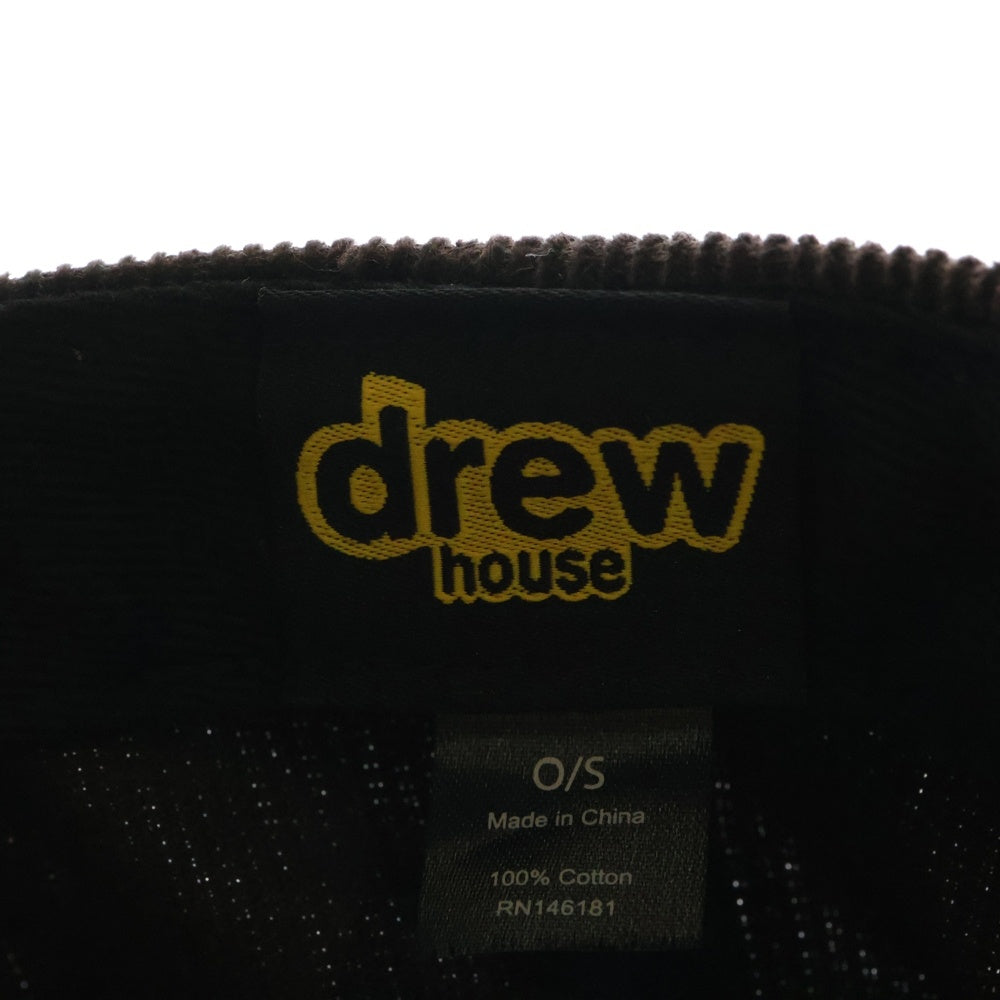 drew
house
O/S
Made in China
100% Cotton
RN146181